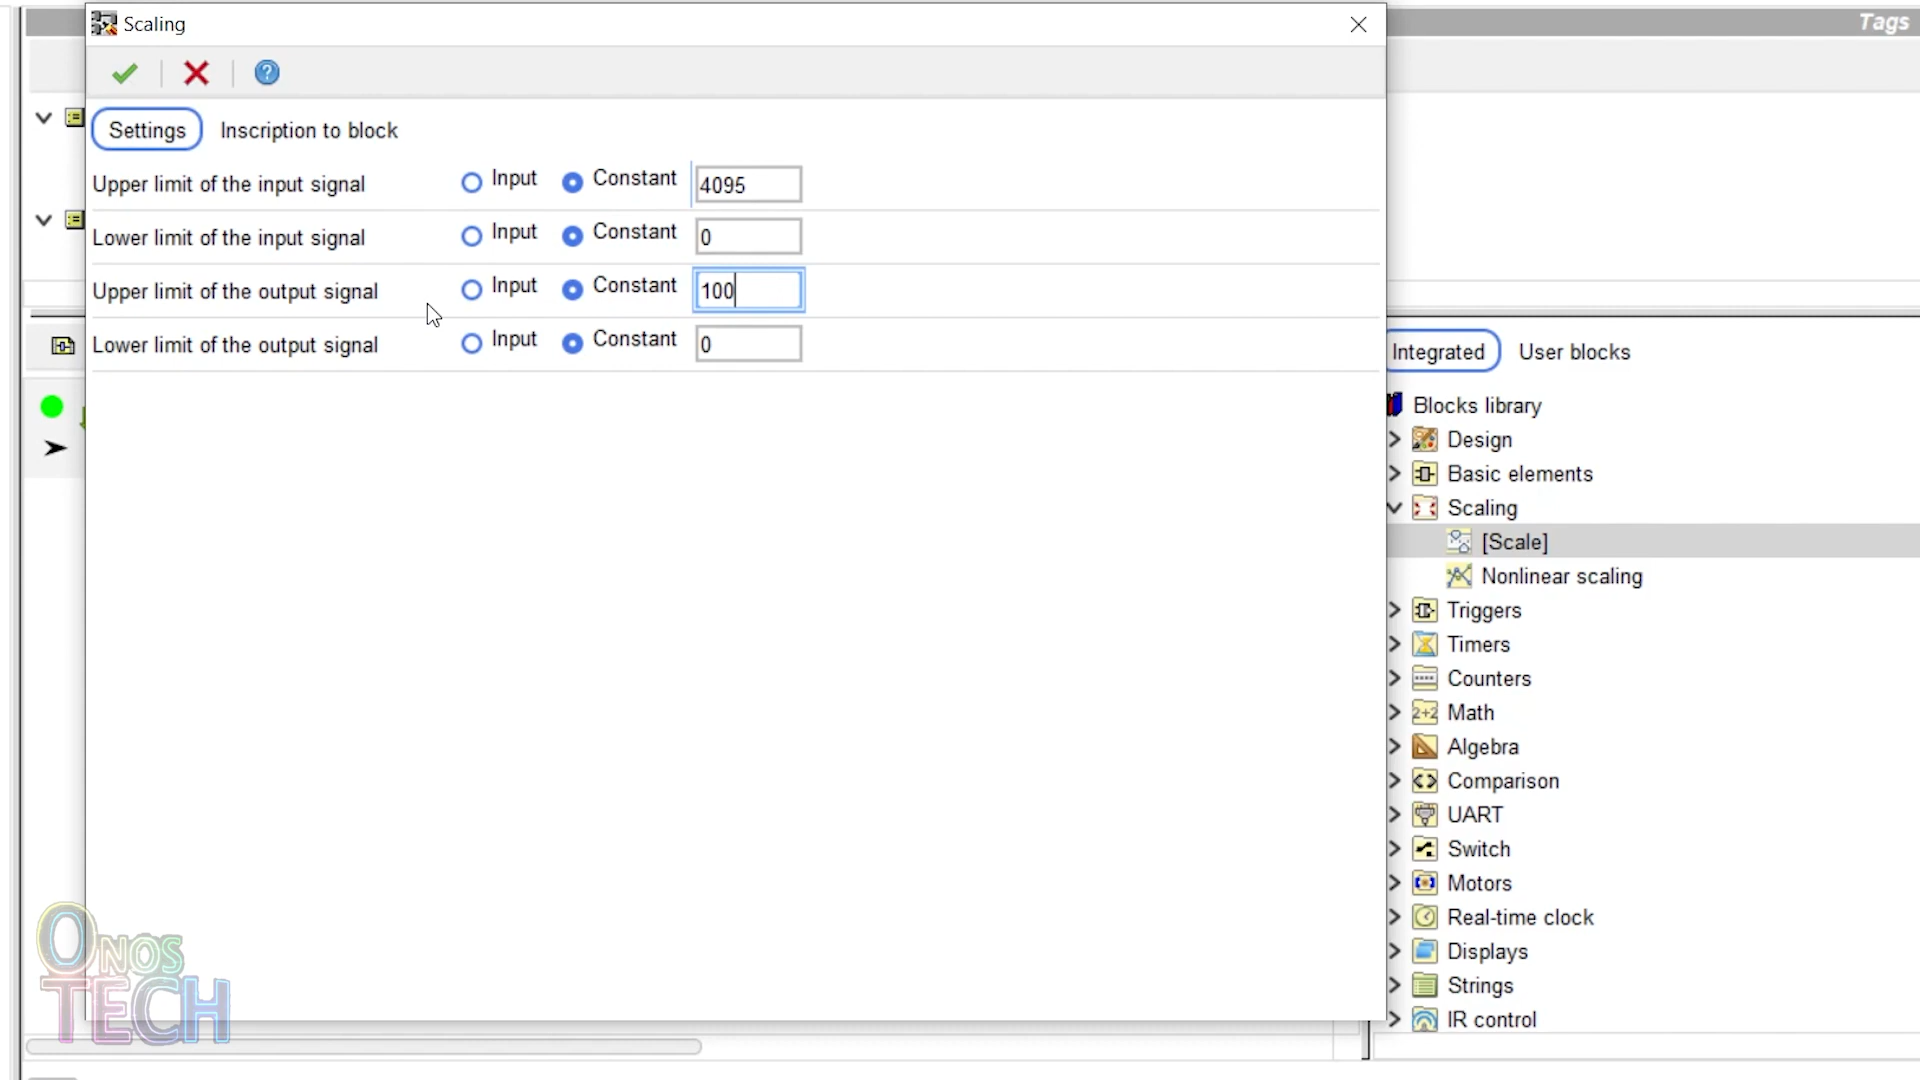 Scaling
Tags
Settings Inscription to block
Upper limit of the input signal Input Constant 4095
Lower limit of the input signal Input Constant 0
Upper limit of the output signal Input Constant 100
Lower limit of the output signal Input Constant 0
Integrated User blocks
Blocks library
Design
Basic elements
Scaling
[Scale]
Nonlinear scaling
Triggers
Timers
Counters
2+2 Math
Algebra
Comparison
UART
Switch
Motors
Real-time clock
Displays
Strings
IR control
ONOS
TECH